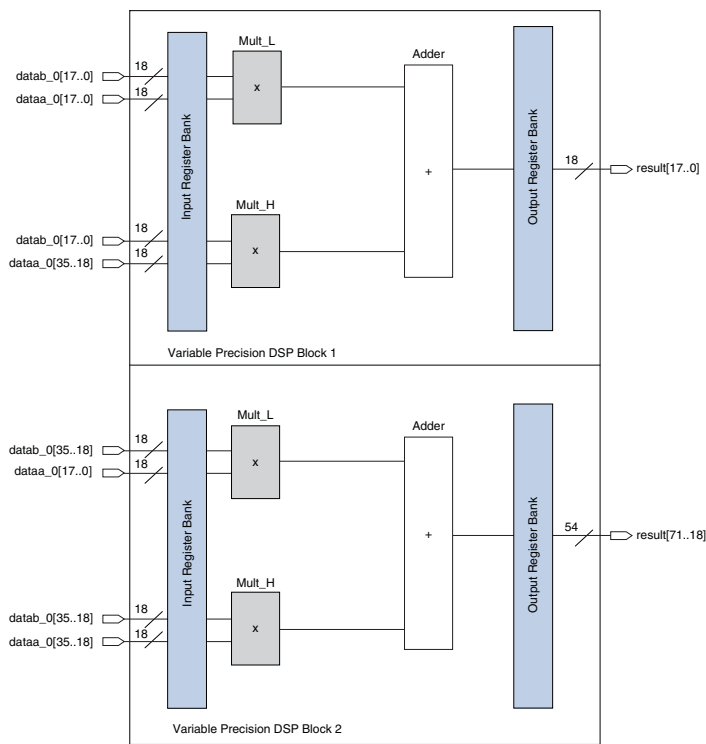 Mult_L
Adder
datab_0[17..0]
18
dataa_0[17..0]
18
x
Input Register Bank
+
Output Register Bank
18
result[17..0]
Mult_H
datab_0[17..0]
18
dataa_0[35..18]
18
x
Variable Precision DSP Block 1
Mult_L
Adder
datab_0[35..18]
18
dataa_0[17..0]
18
x
Input Register Bank
+
Output Register Bank
54
result[71..18]
Mult_H
datab_0[35..18]
18
dataa_0[35..18]
18
x
Variable Precision DSP Block 2